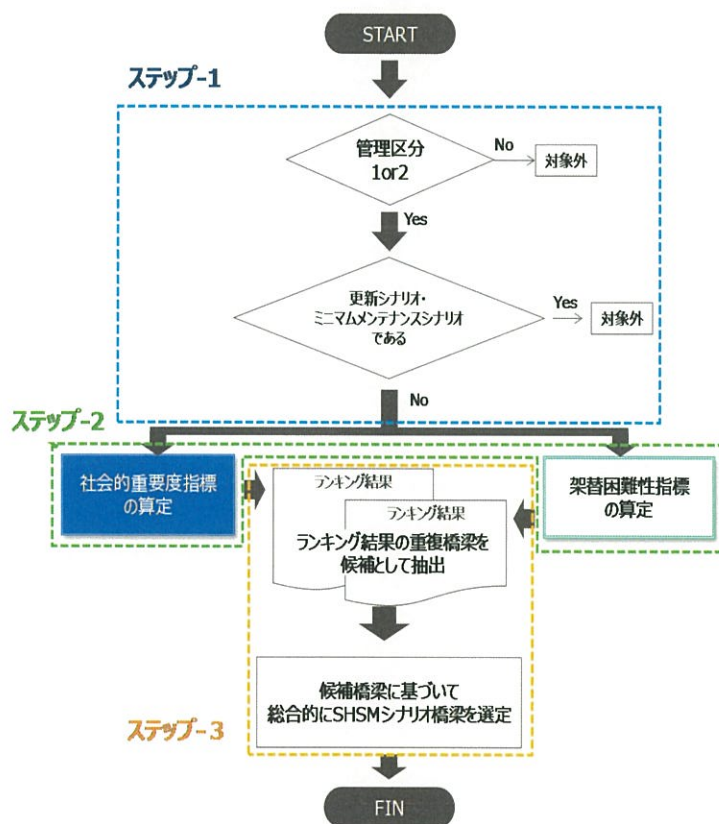 START
ステップ-1
管理区分
1or2
No
対象外
Yes
更新シナリオ・
ミニマムメンテナンスシナリオ
である
Yes
対象外
No
ステップ-2
社会的重要度指標
の算定
ランキング結果
ランキング結果
ランキング結果の重複橋梁を
候補として抽出
架替困難性指標
の算定
候補橋梁に基づいて
総合的にSHSMシナリオ橋梁を選定
ステップ-3
FIN